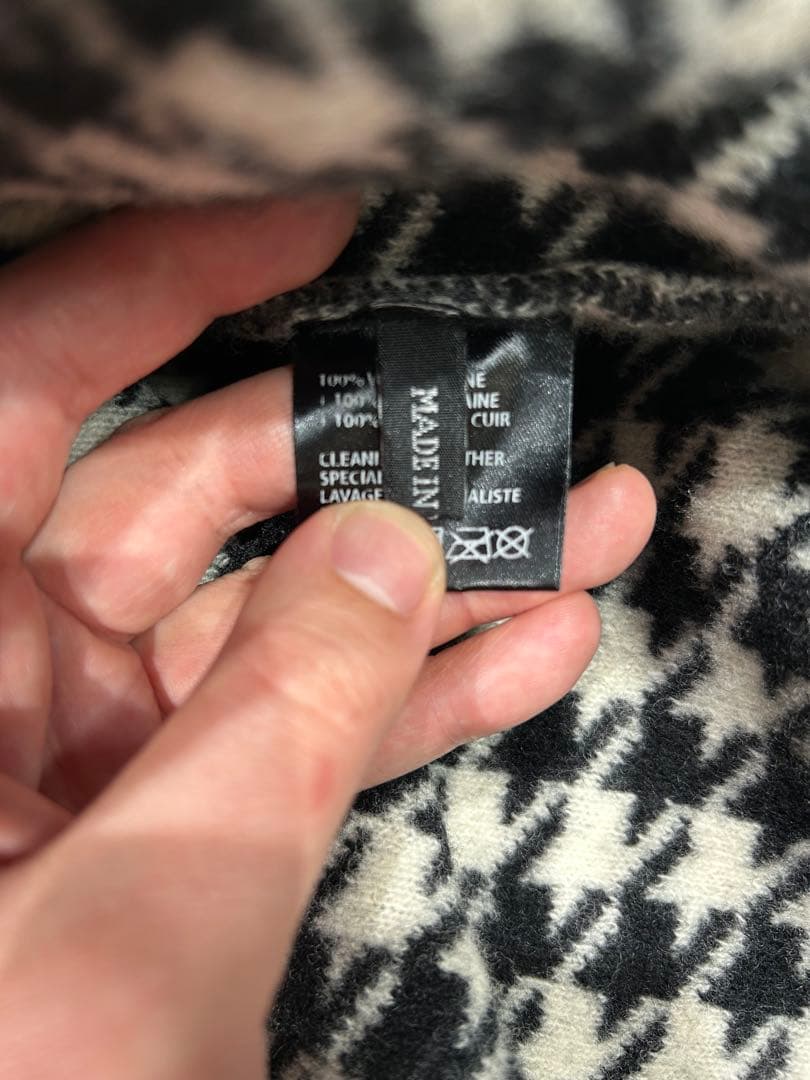 100%
NE
100%
AINE
100%
CUIR
CLEANI
THER
SPECIAL
LAVAGE
ALISTE
MADE IN